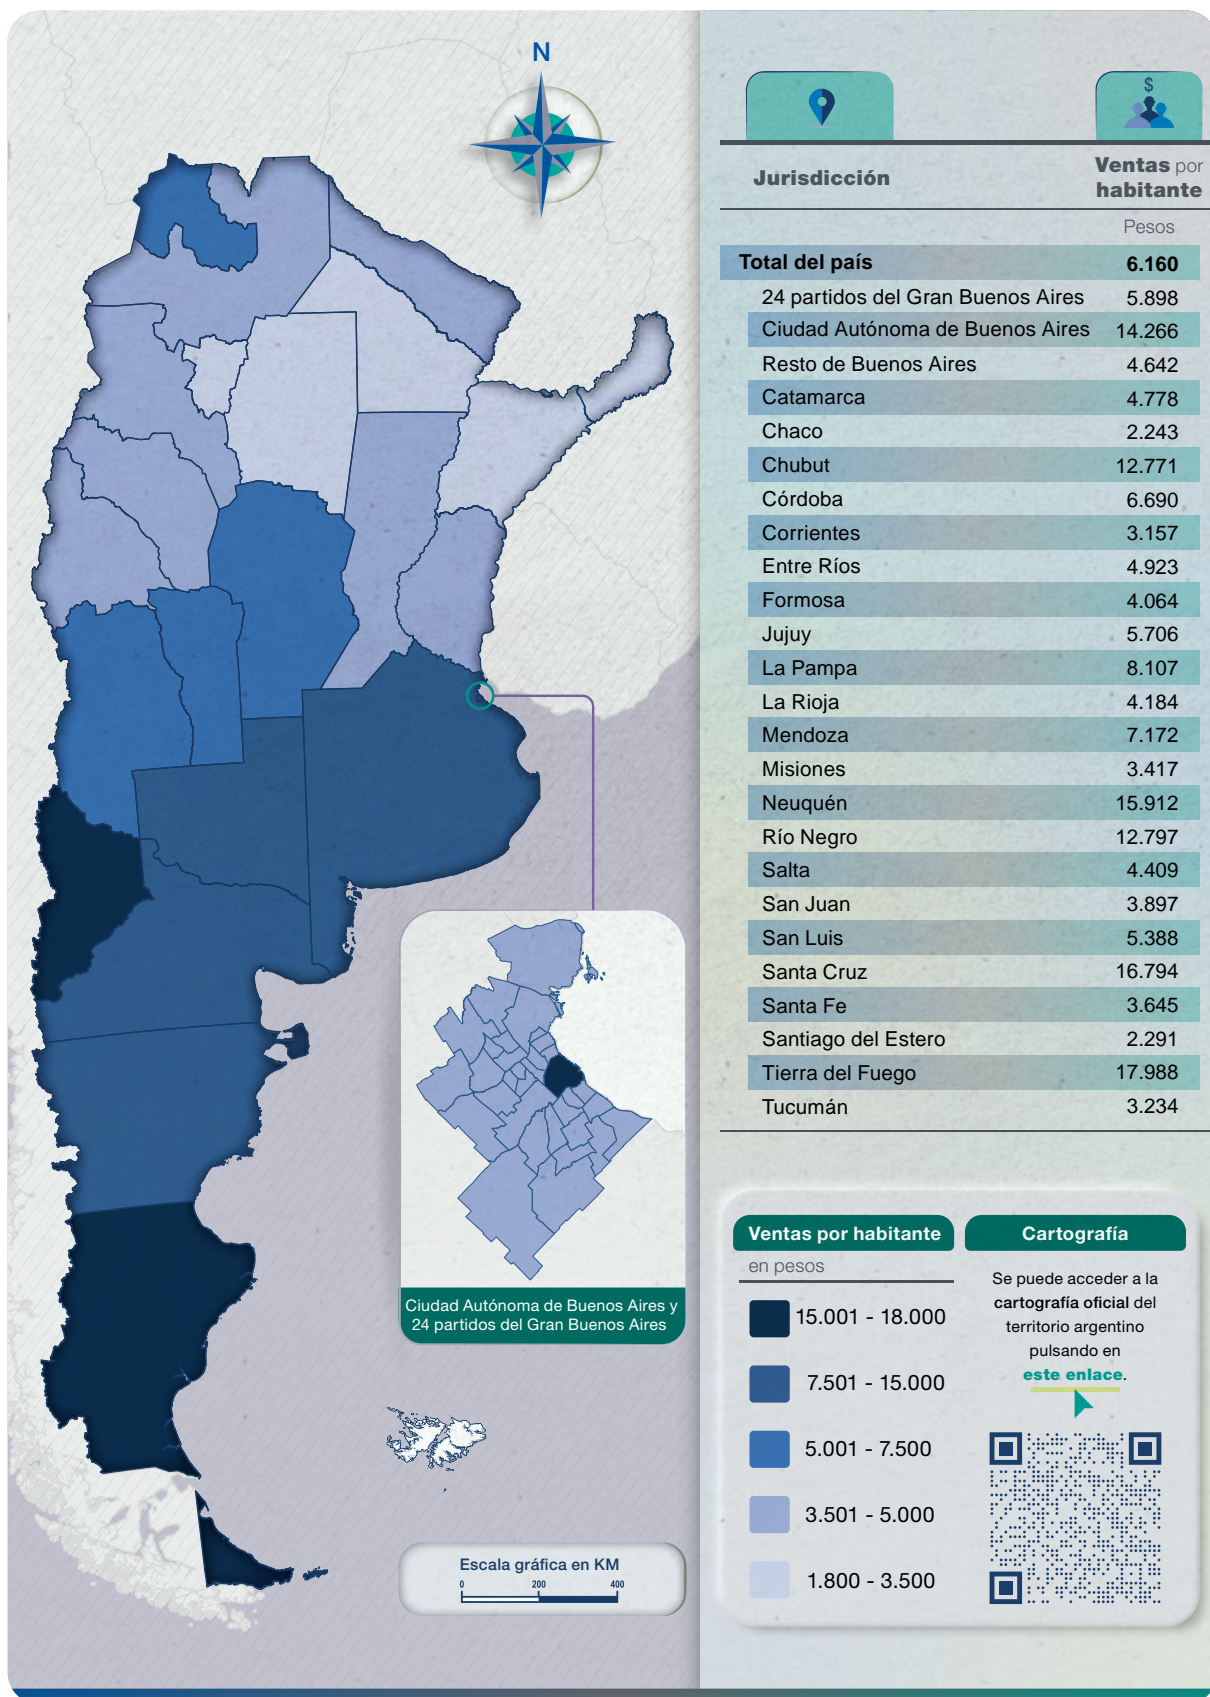 N
$
Jurisdicción
Ventas por
habitante
Pesos
Total del país 6.160
24 partidos del Gran Buenos Aires 5.898
Ciudad Autónoma de Buenos Aires 14.266
Resto de Buenos Aires 4.642
Catamarca 4.778
Chaco 2.243
Chubut 12.771
Córdoba 6.690
Corrientes 3.157
Entre Ríos 4.923
Formosa 4.064
Jujuy 5.706
La Pampa 8.107
La Rioja 4.184
Mendoza 7.172
Misiones 3.417
Neuquén 15.912
Río Negro 12.797
Salta 4.409
San Juan 3.897
San Luis 5.388
Santa Cruz 16.794
Santa Fe 3.645
Santiago del Estero 2.291
Tierra del Fuego 17.988
Tucumán 3.234
Ciudad Autónoma de Buenos Aires y
24 partidos del Gran Buenos Aires
Escala gráfica en KM
0 200 400
Ventas por habitante
en pesos
15.001 - 18.000
7.501 - 15.000
5.001 - 7.500
3.501 - 5.000
1.800 - 3.500
Cartografía
Se puede acceder a la
cartografía oficial del
territorio argentino
pulsando en
este enlace.